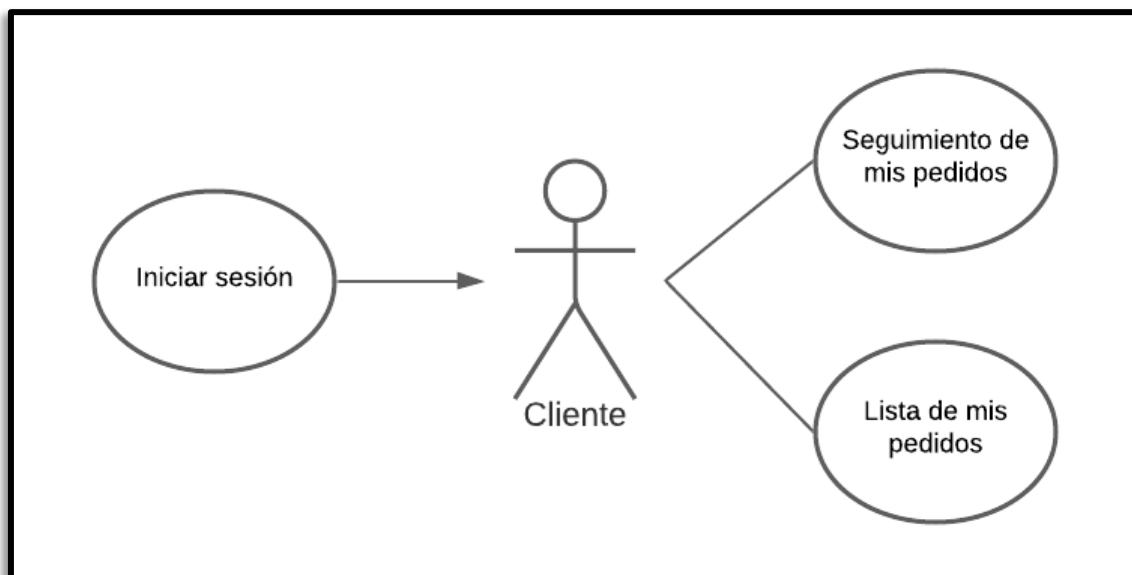 Iniciar sesión
Cliente
Seguimiento de
mis pedidos
Lista de mis
pedidos